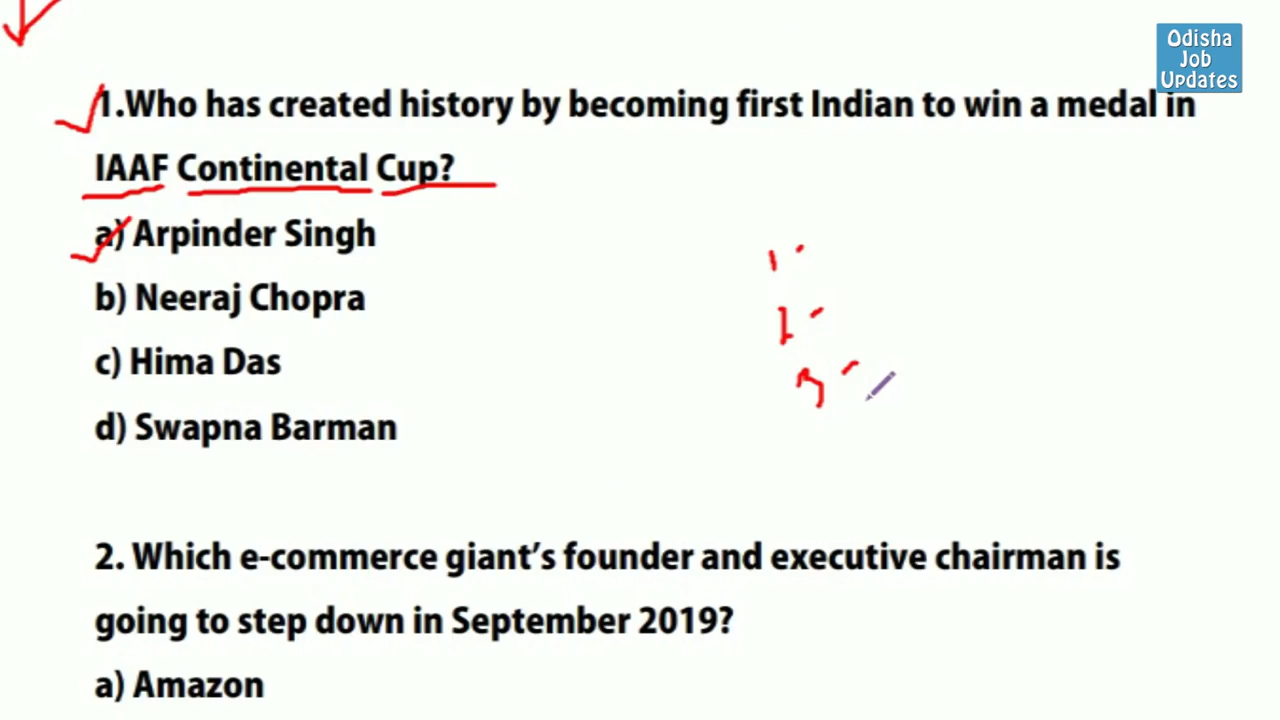 Odisha
Job
Updates
1.Who has created history by becoming first Indian to win a medal in
IAAF Continental Cup?
a) Arpinder Singh
b) Neeraj Chopra
c) Hima Das
d) Swapna Barman
2. Which e-commerce giant’s founder and executive chairman is
going to step down in September 2019?
a) Amazon